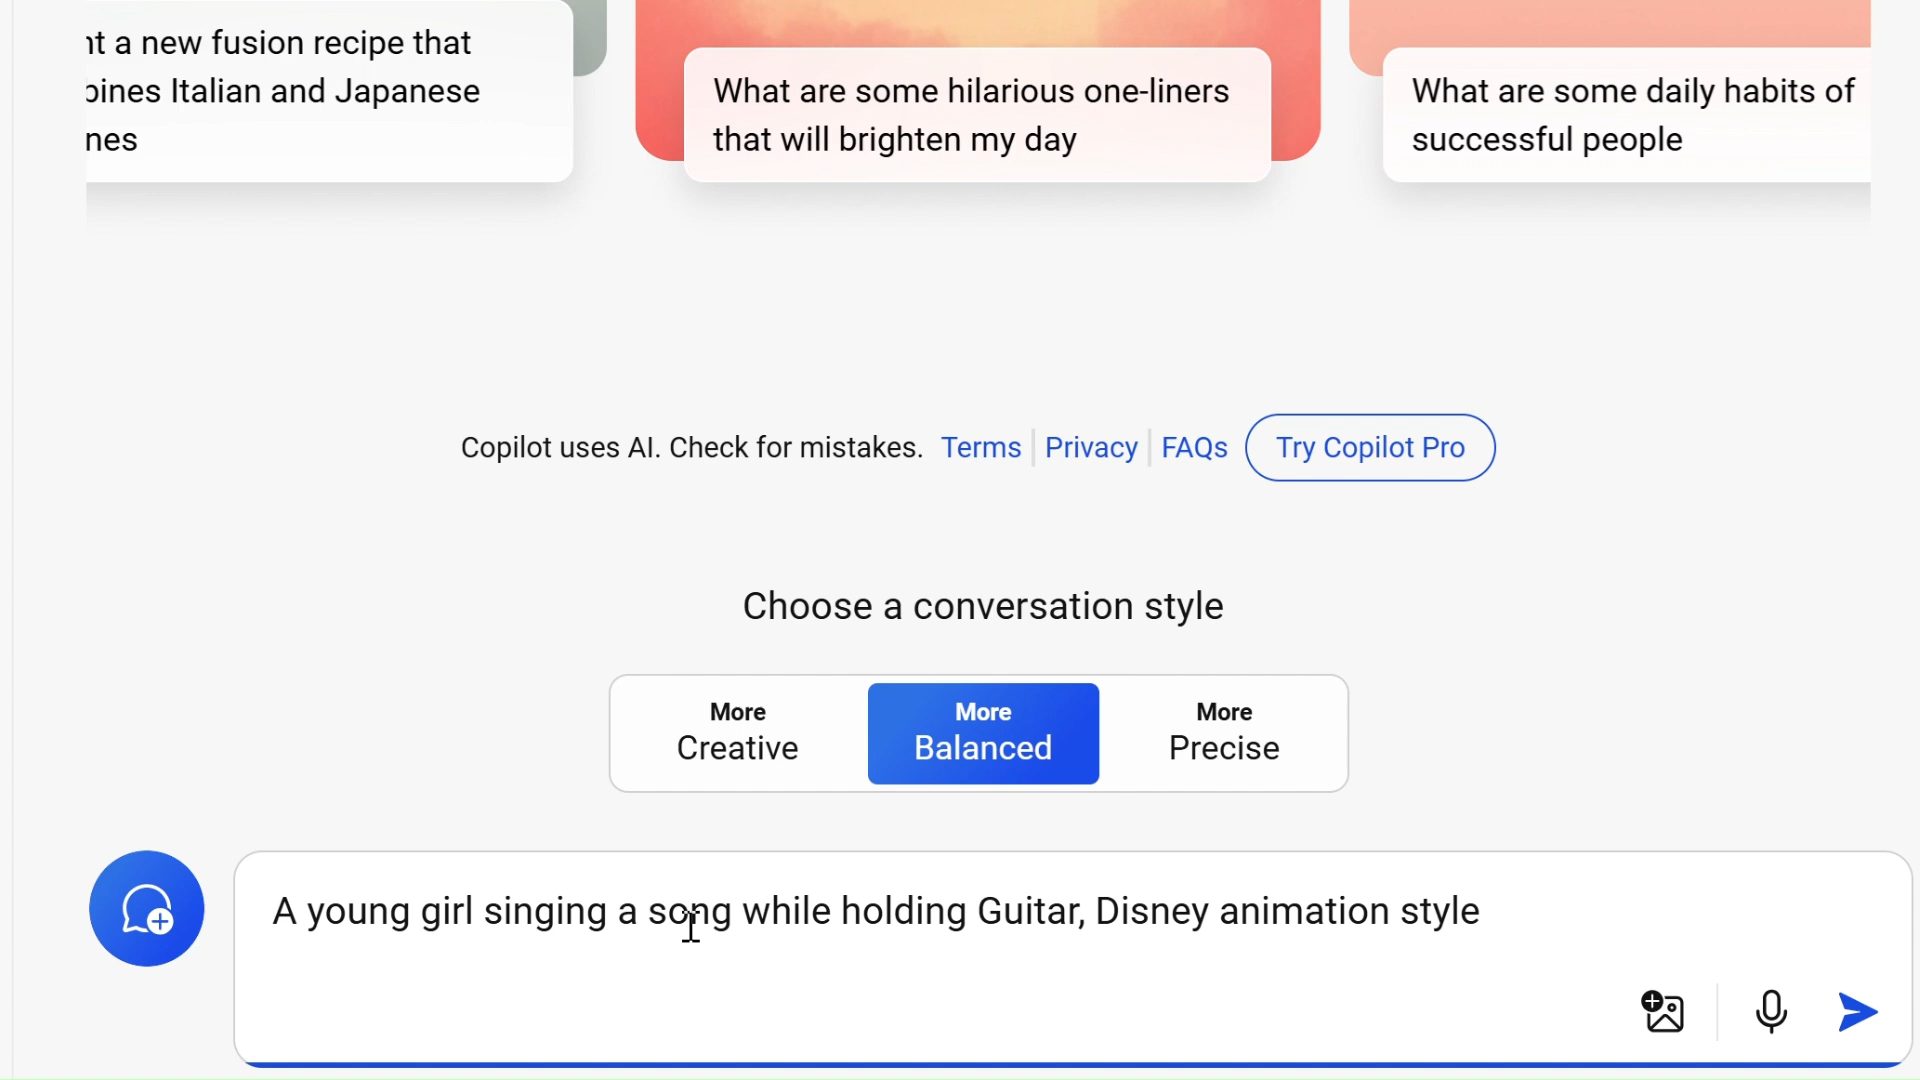 nt a new fusion recipe that
bines Italian and Japanese
nes
What are some hilarious one-liners
that will brighten my day
What are some daily habits of
successful people
Copilot uses AI. Check for mistakes. Terms Privacy FAQs Try Copilot Pro
Choose a conversation style
More Creative
More Balanced
More Precise
A young girl singing a song while holding Guitar, Disney animation style